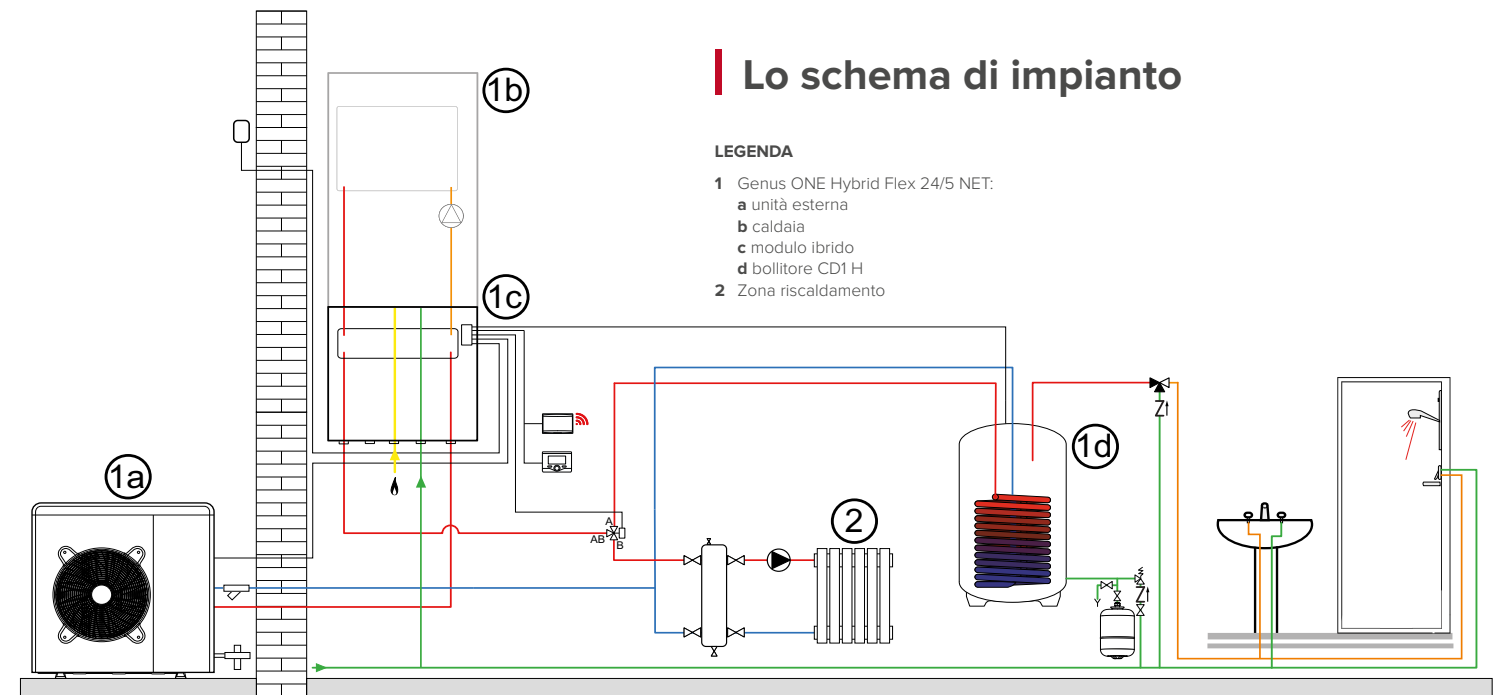 Lo schema di impianto
LEGENDA
1 Genus ONE Hybrid Flex 24/5 NET:
a unità esterna
b caldaia
c modulo ibrido
d bollitore CD1 H
2 Zona riscaldamento
1b
1c
1a
1d
2
A
AB
B